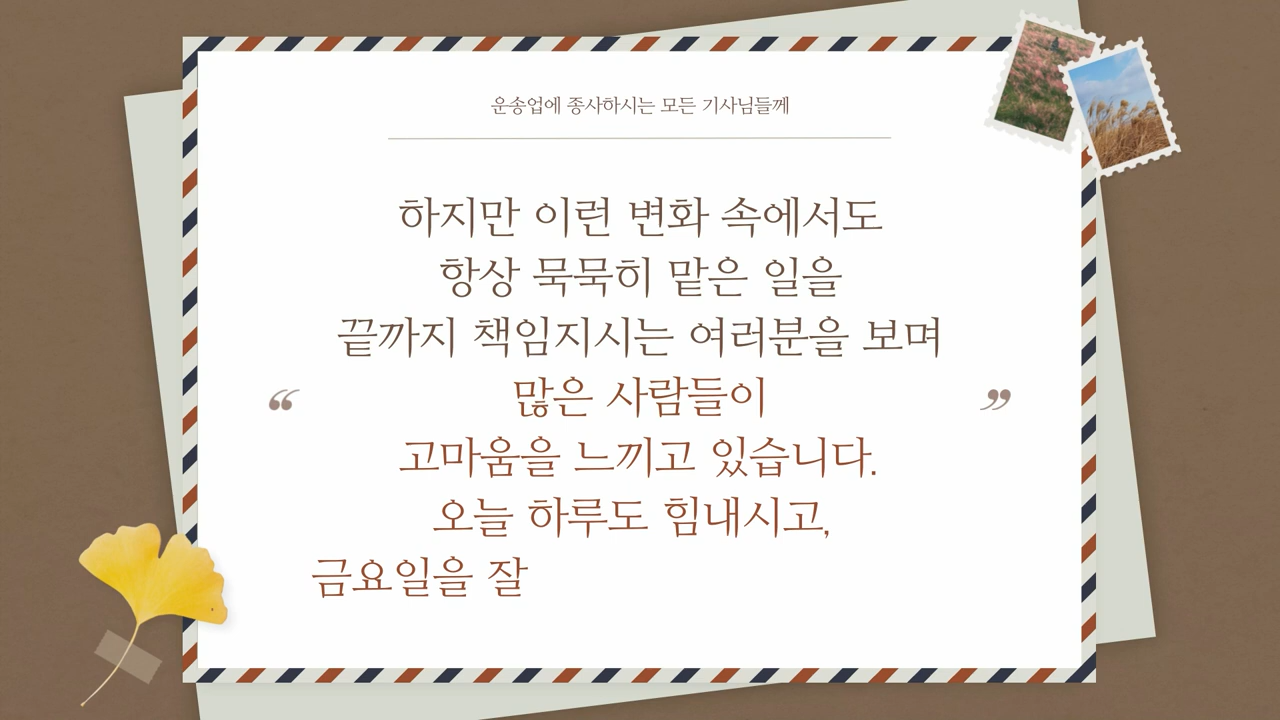 운송업에 종사하시는 모든 기사님들께
하지만 이런 변화 속에서도
항상 묵묵히 맡은 일을
끝까지 책임지시는 여러분을 보며
“ 많은 사람들이 ”
고마움을 느끼고 있습니다.
오늘 하루도 힘내시고,
금요일을 잘